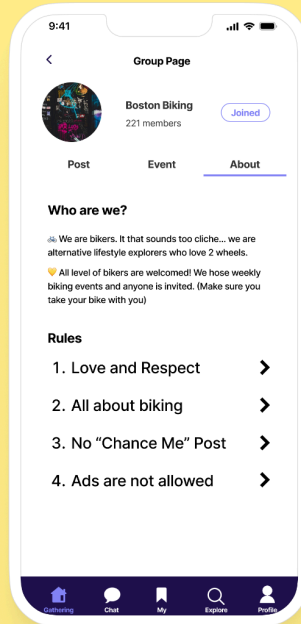 9:41
Group Page
Boston Biking
221 members
Joined
Post Event About
Who are we?
🚲 We are bikers. It that sounds too cliche... we are
alternative lifestyle explorers who love 2 wheels.
💛 All level of bikers are welcomed! We hose weekly
biking events and anyone is invited. (Make sure you
take your bike with you)
Rules
1. Love and Respect
2. All about biking
3. No “Chance Me” Post
4. Ads are not allowed
Gathering Chat My Explore Profile